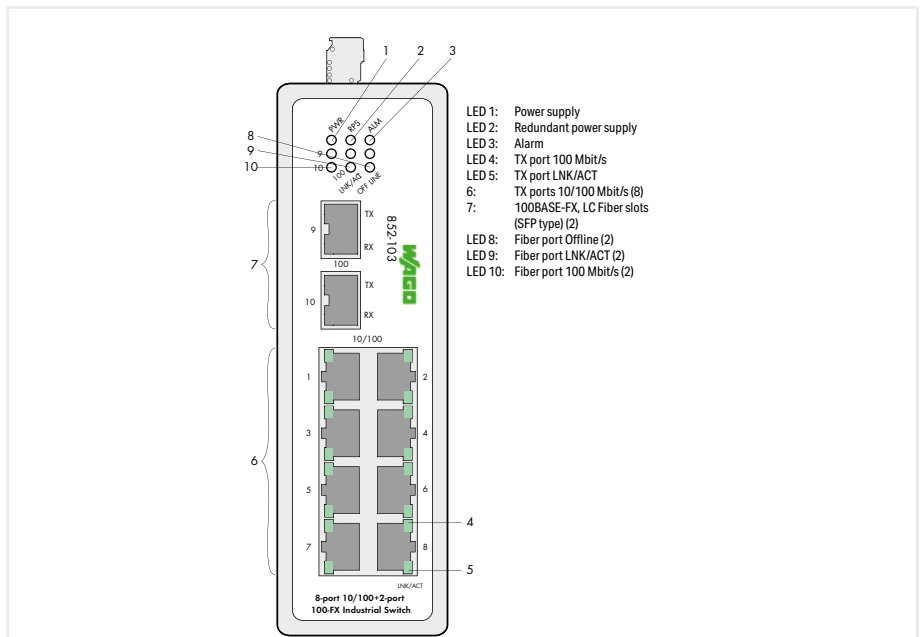 1 2 3
PWR RPS ALM
8
9 9
10 10
100 LNK/ACT OFF LINE
LED 1: Power supply
LED 2: Redundant power supply
LED 3: Alarm
LED 4: TX port 100 Mbit/s
LED 5: TX port LNK/ACT
6: TX ports 10/100 Mbit/s (8)
7: 100BASE-FX, LC Fiber slots
(SFP type) (2)
LED 8: Fiber port Offline (2)
LED 9: Fiber port LNK/ACT (2)
LED 10: Fiber port 100 Mbit/s (2)
TX
9
RX
100
852-103
WAGO
7
TX
10
RX
10/100
1 2
3 4
6
5 6
4
7 8
5
LNK/ACT
8-port 10/100+2-port
100-FX Industrial Switch